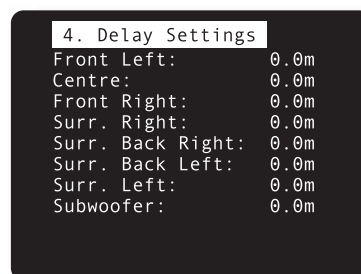 4. Delay Settings
Front Left: 0.0m
Centre: 0.0m
Front Right: 0.0m
Surr. Right: 0.0m
Surr. Back Right: 0.0m
Surr. Back Left: 0.0m
Surr. Left: 0.0m
Subwoofer: 0.0m